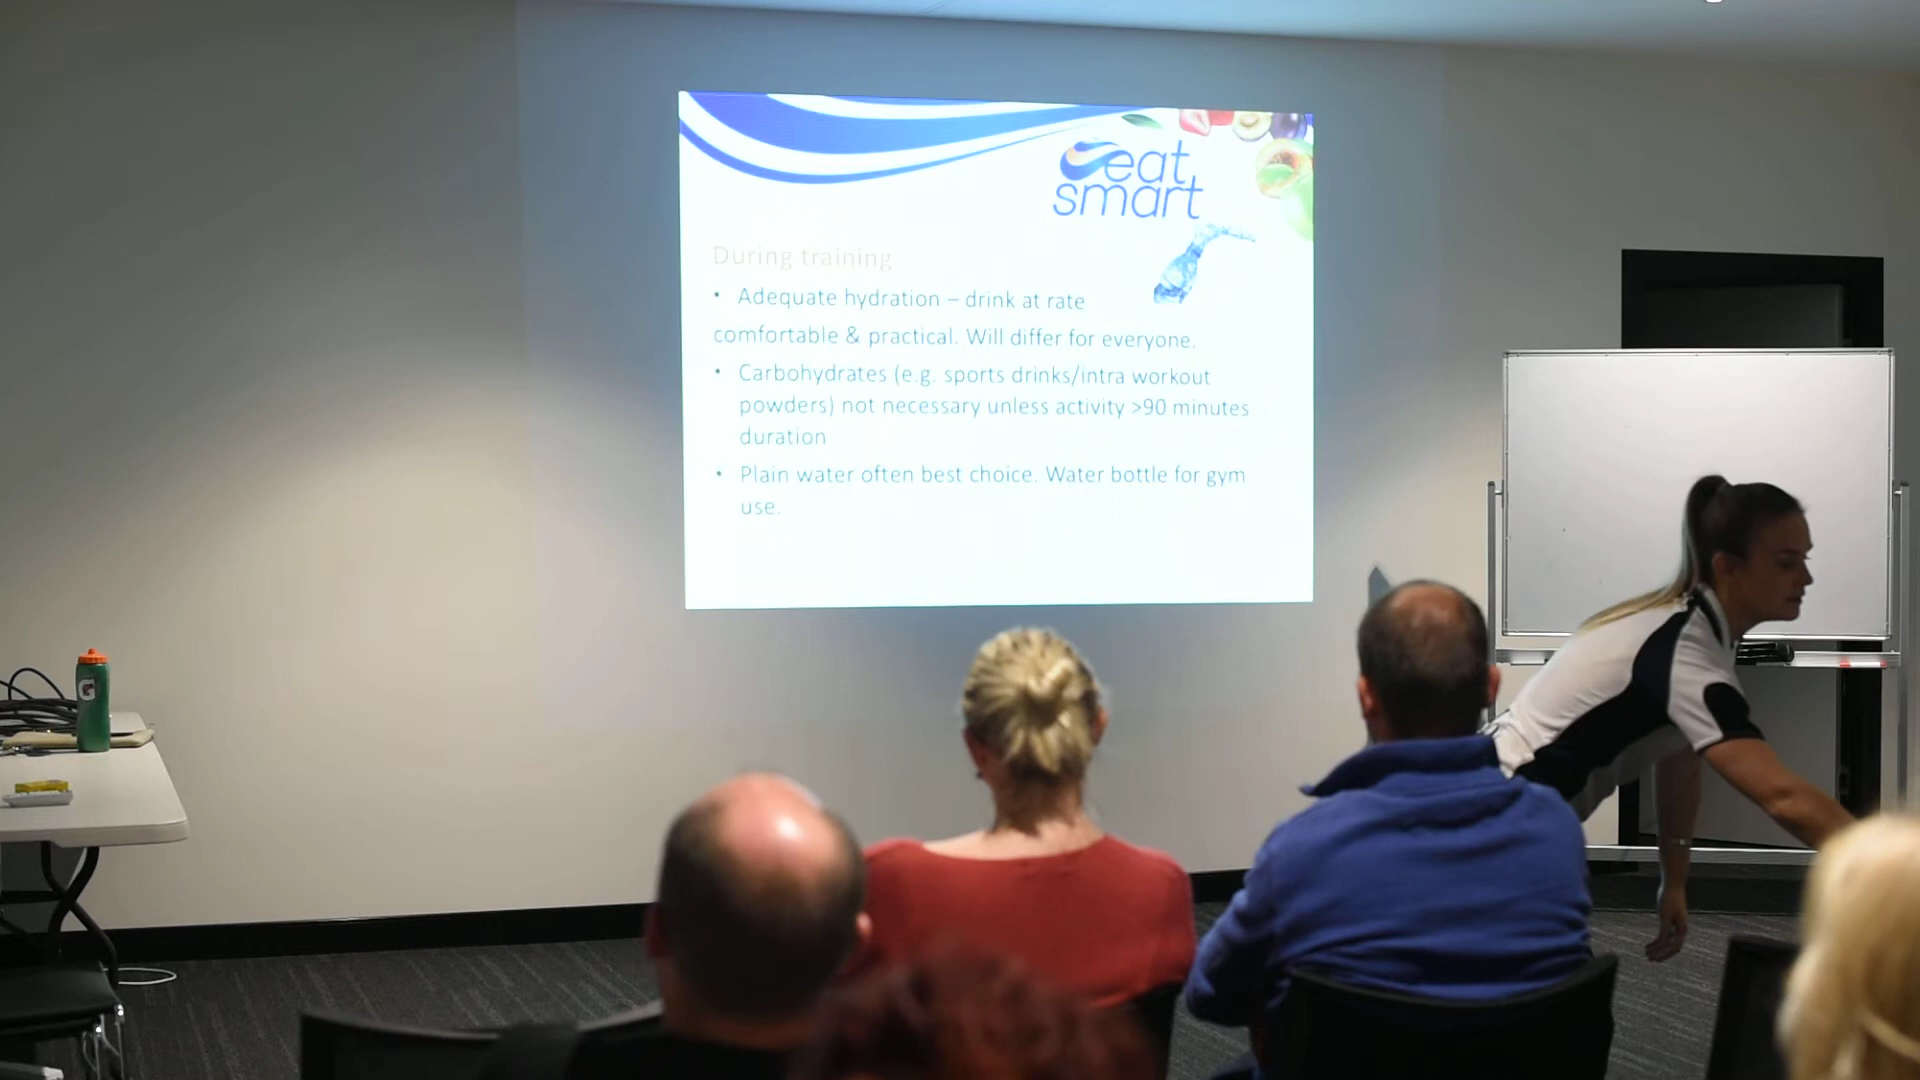 eat
smart
During training
• Adequate hydration – drink at rate
comfortable & practical. Will differ for everyone.
• Carbohydrates (e.g. sports drinks/intra workout
powders) not necessary unless activity >90 minutes
duration
• Plain water often best choice. Water bottle for gym
use.
G